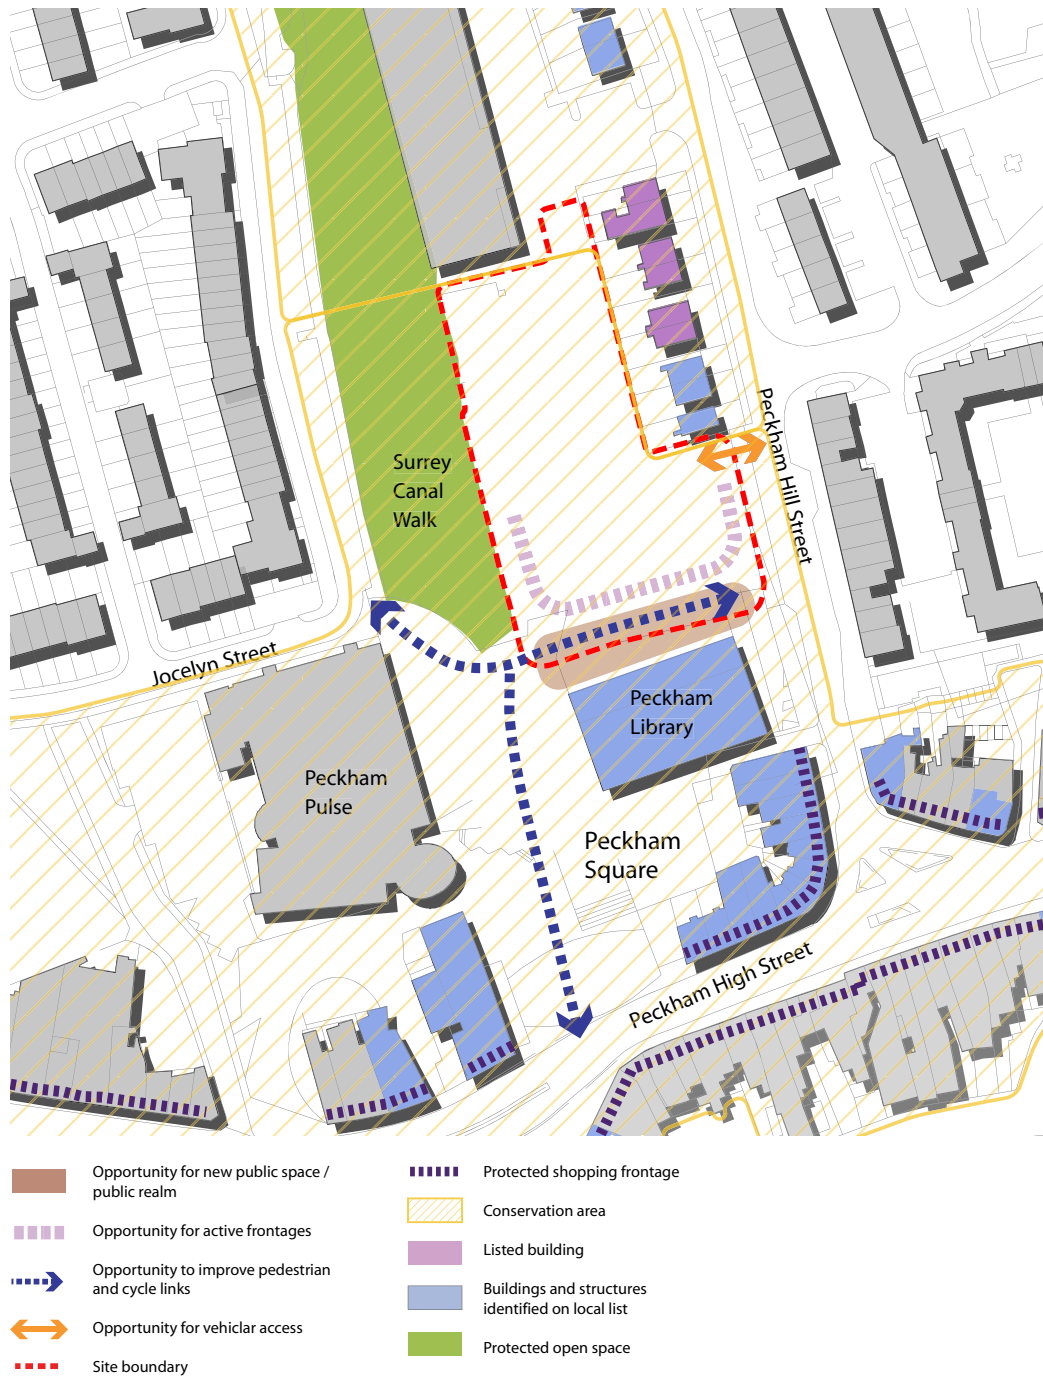 Surrey
Canal
Walk
Peckham Hill Street
Jocelyn Street
Peckham
Library
Peckham
Pulse
Peckham
Square
Peckham High Street
Opportunity for new public space /
public realm
Opportunity for active frontages
Opportunity to improve pedestrian
and cycle links
Opportunity for vehiclar access
Site boundary
Protected shopping frontage
Conservation area
Listed building
Buildings and structures
identified on local list
Protected open space